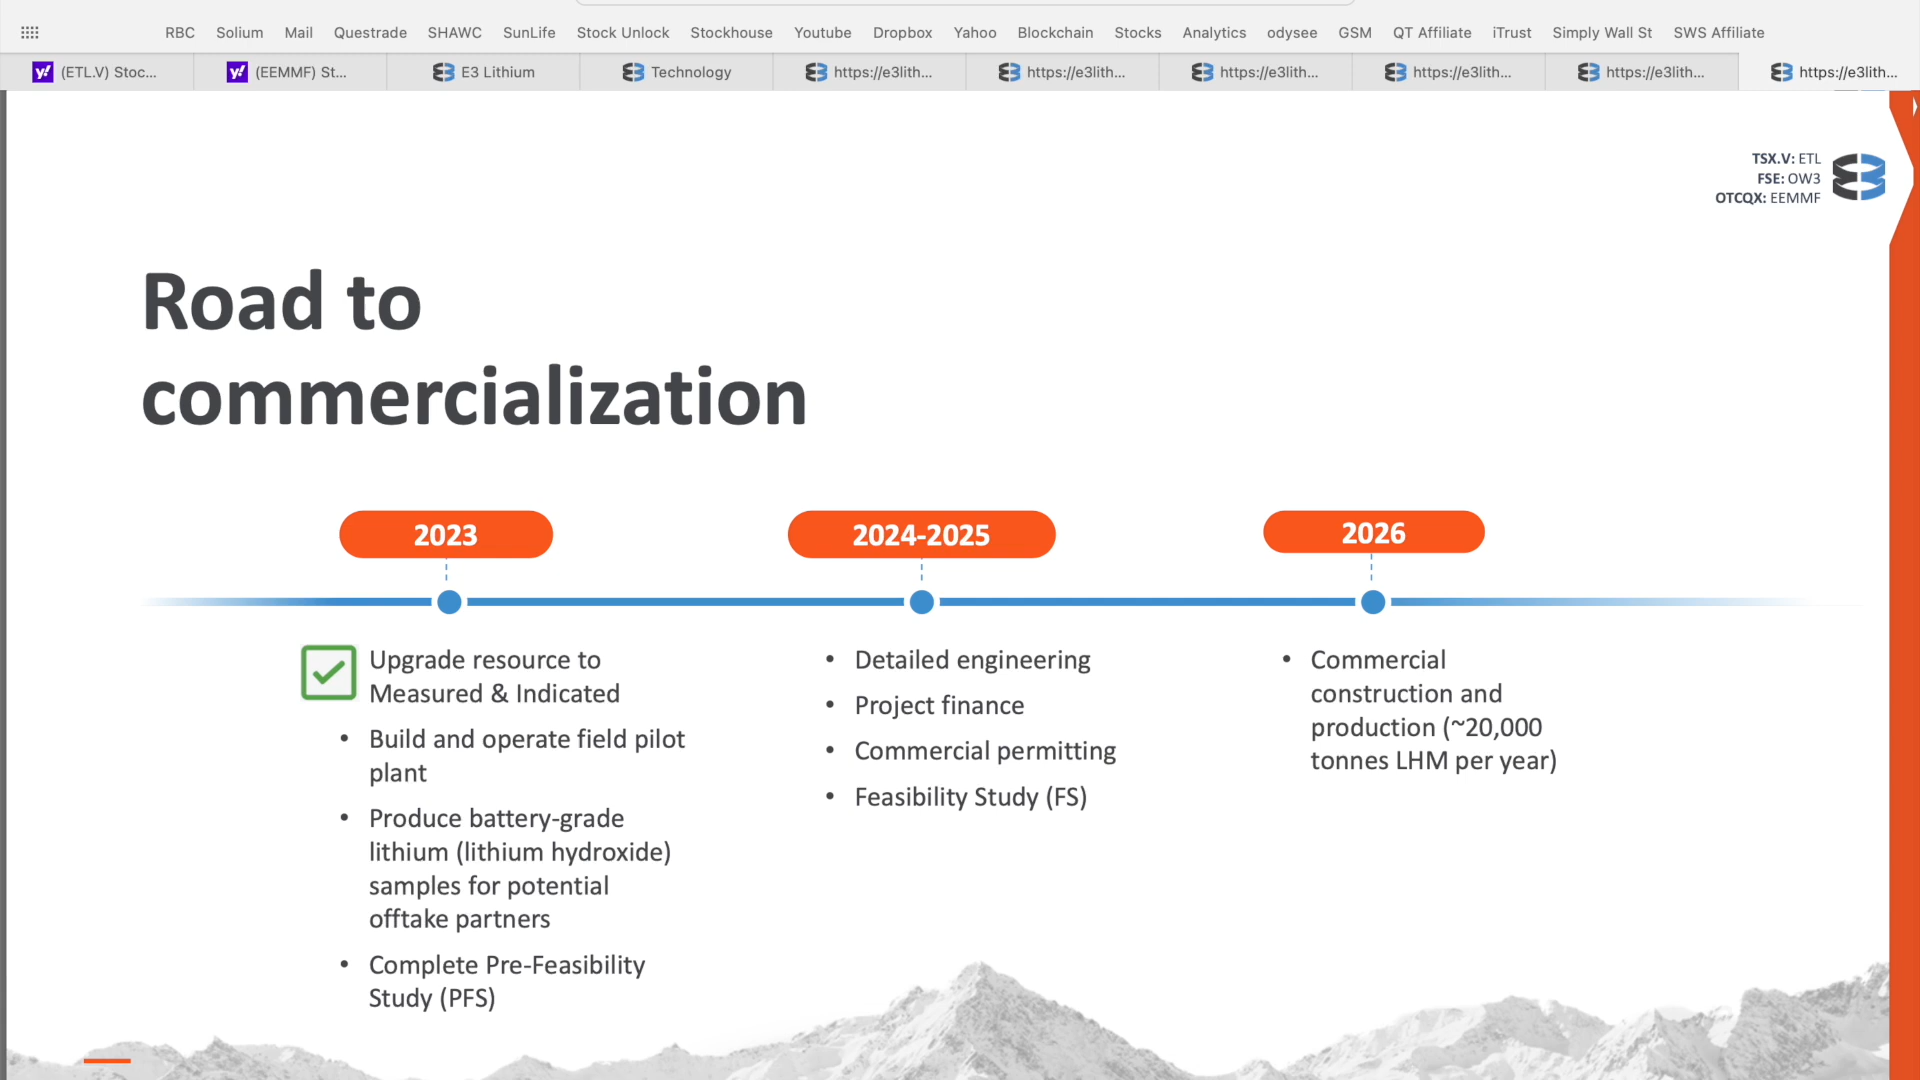 RBC Solium Mail Questrade SHAWC SunLife Stock Unlock Stockhouse Youtube Dropbox Yahoo Blockchain Stocks Analytics odysee GSM QT Affiliate iTrust Simply Wall St SWS Affiliate
(ETL.V) Stoc... (EEMMF) St... E3 Lithium Technology https://e3lith... https://e3lith... https://e3lith... https://e3lith... https://e3lith... https://e3lith...
TSX.V: ETL
FSE: OW3
OTCQX: EEMMF
Road to
commercialization
2023
Upgrade resource to
Measured & Indicated
• Build and operate field pilot
plant
• Produce battery-grade
lithium (lithium hydroxide)
samples for potential
offtake partners
• Complete Pre-Feasibility
Study (PFS)
2024-2025
• Detailed engineering
• Project finance
• Commercial permitting
• Feasibility Study (FS)
2026
• Commercial
construction and
production (~20,000
tonnes LHM per year)